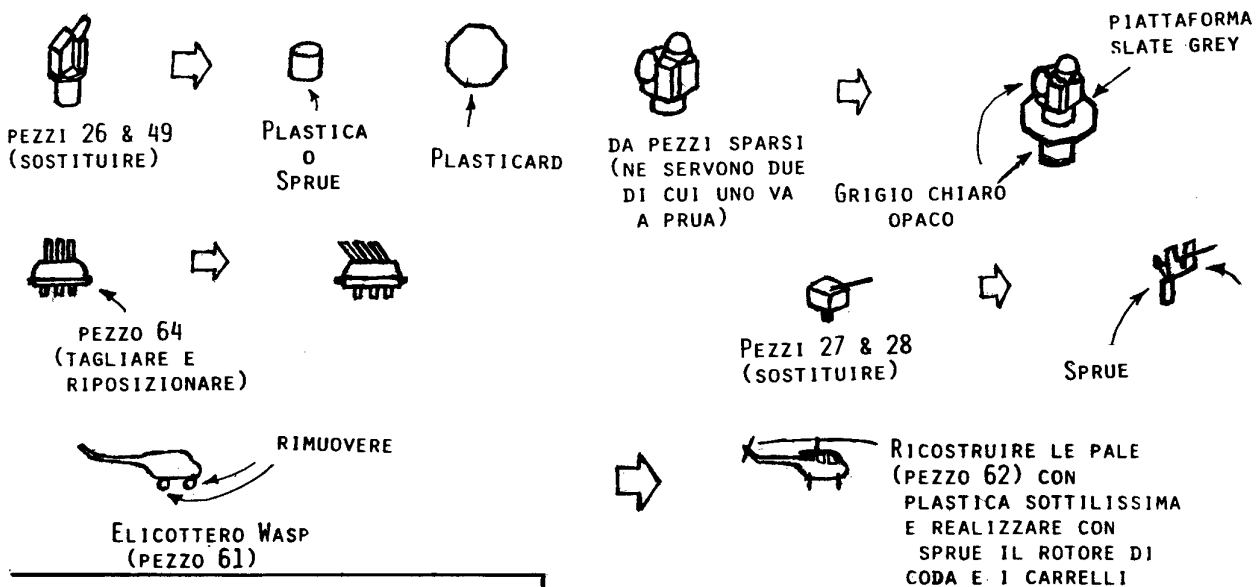 PEZZI 26 & 49
(SOSTITUIRE)
PLASTICA
O
SPRUE
PLASTICARD
DA PEZZI SPARSI
(NE SERVONO DUE
DI CUI UNO VA
A PRUA)
PIATTAFORMA
SLATE GREY
GRIGIO CHIARO
OPACO
PEZZO 64
(TAGLIARE E
RIPOSIZIONARE)
PEZZI 27 & 28
(SOSTITUIRE)
SPRUE
RIMUOVERE
ELICOTTERO WASP
(PEZZO 61)
RICOSTRUIRE LE PALE
(PEZZO 62) CON
PLASTICA SOTTILISSIMA
E REALIZZARE CON
SPRUE IL ROTORE DI
CODA E I CARRELLI